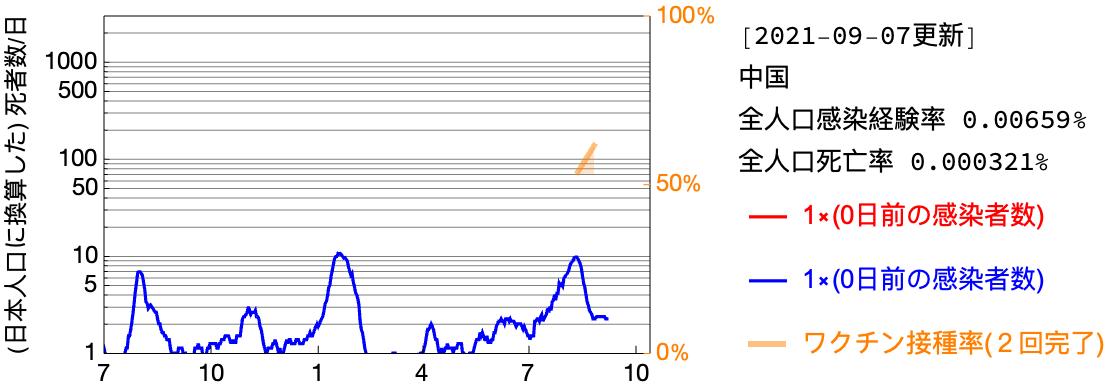 (日本人口に換算した) 死者数/日
1000
500
100
50
10
5
1
7
10
1
4
7
10
100%
50%
0%
[2021-09-07更新]
中国
全人口感染経験率 0.00659%
全人口死亡率 0.000321%
1×(0日前の感染者数)
1×(0日前の感染者数)
ワクチン接種率(２回完了)